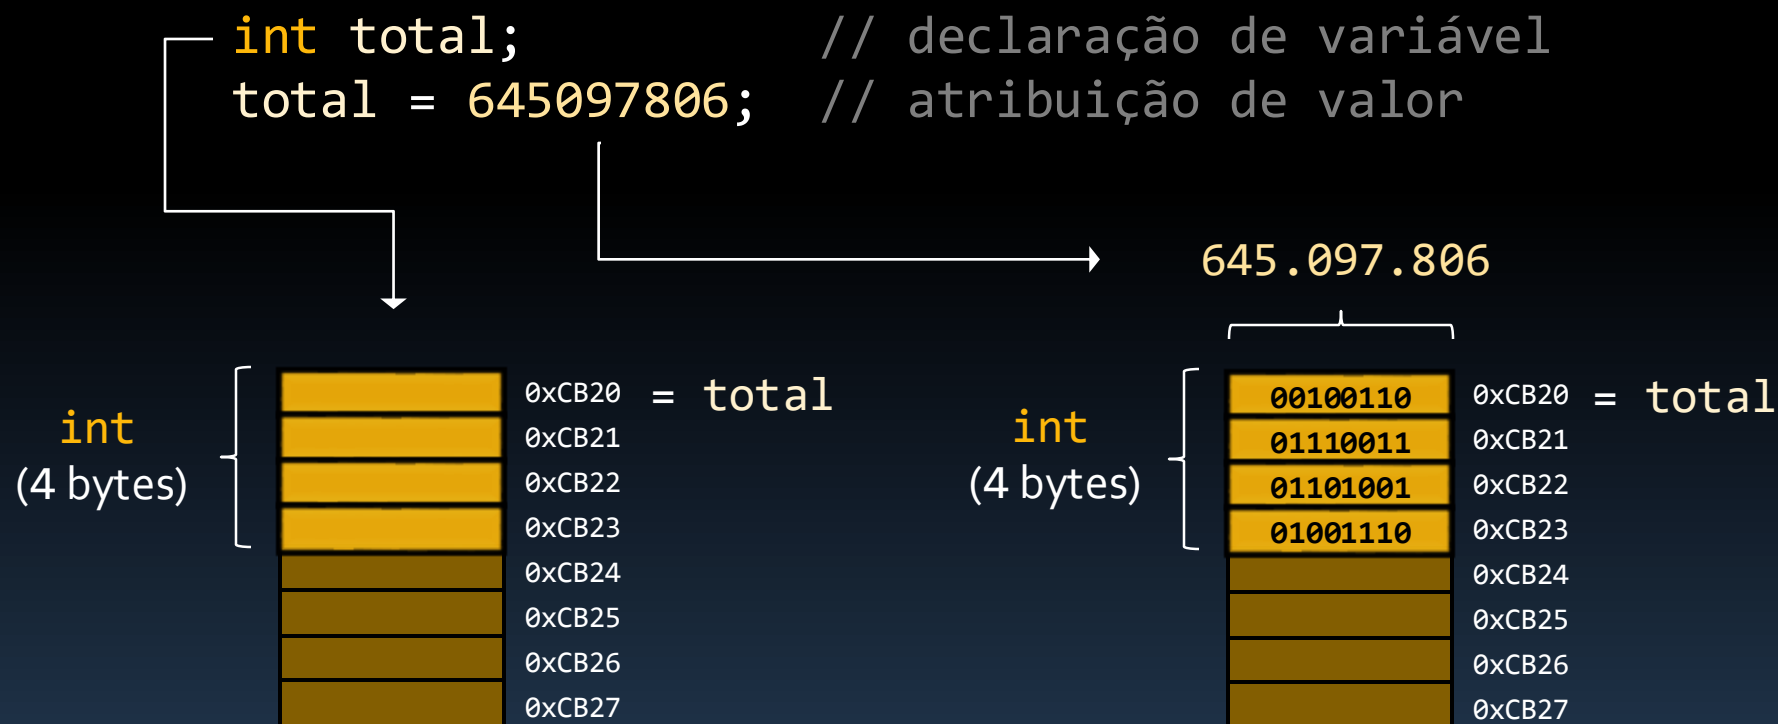 int total; // declaração de variável
total = 645097806; // atribuição de valor
645.097.806
int
(4 bytes)
0xCB20 = total
0xCB21
0xCB22
0xCB23
0xCB24
0xCB25
0xCB26
0xCB27
int
(4 bytes)
00100110 0xCB20 = total
01110011 0xCB21
01101001 0xCB22
01001110 0xCB23
0xCB24
0xCB25
0xCB26
0xCB27